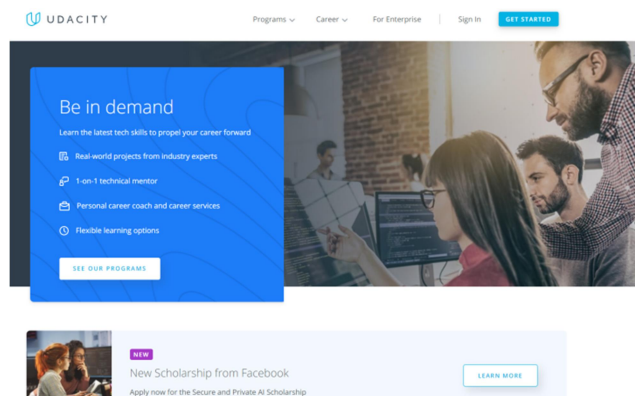 UDACITY
Programs
Career
For Enterprise
Sign In
GET STARTED
Be in demand
Learn the latest tech skills to propel your career forward
Real-world projects from industry experts
1-on-1 technical mentor
Personal career coach and career services
Flexible learning options
SEE OUR PROGRAMS
NEW
New Scholarship from Facebook
Apply now for the Secure and Private AI Scholarship
LEARN MORE